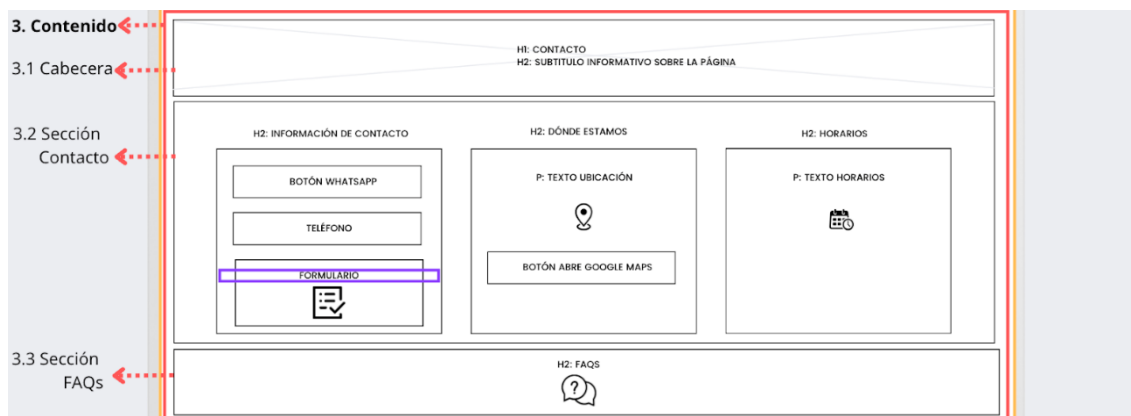 3. Contenido
H1: CONTACTO
H2: SUBTITULO INFORMATIVO SOBRE LA PÁGINA
3.1 Cabecera
3.2 Sección
Contacto
H2: INFORMACIÓN DE CONTACTO
BOTÓN WHATSAPP
TELÉFONO
FORMULARIO
H2: DÓNDE ESTAMOS
P: TEXTO UBICACIÓN
BOTÓN ABRE GOOGLE MAPS
H2: HORARIOS
P: TEXTO HORARIOS
3.3 Sección
FAQs
H2: FAQS
?